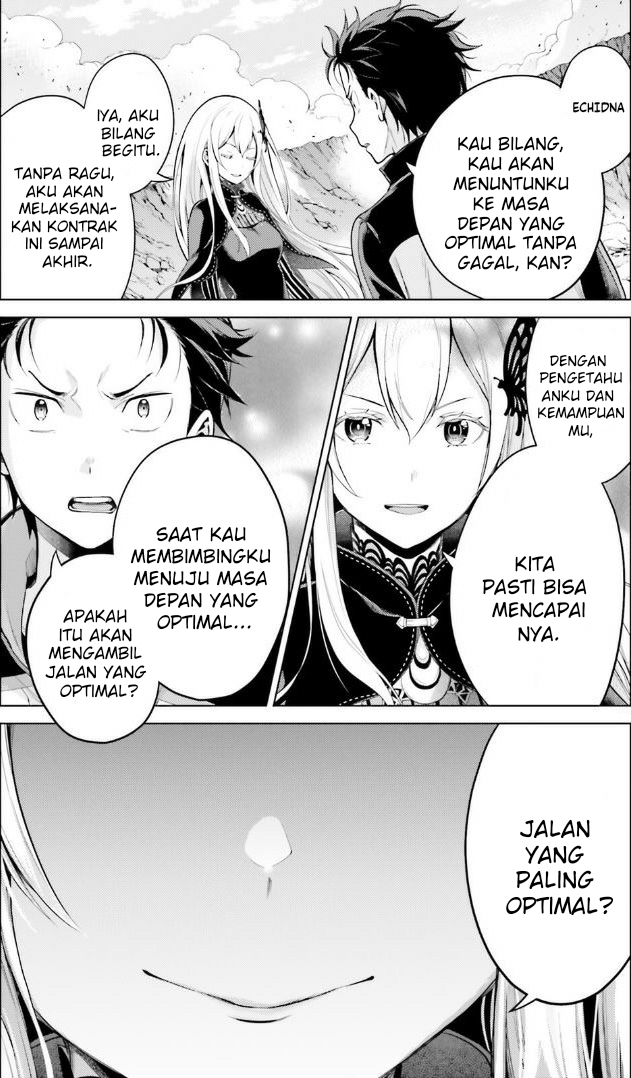 ECHIDNA
KAU BILANG,
KAU AKAN
MENUNTUNKU
KE MASA
DEPAN YANG
OPTIMAL TANPA
GAGAL, KAN?
IYA, AKU
BILANG
BEGITU.
TANPA RAGU,
AKU AKAN
MELAKSANA-
KAN KONTRAK
INI SAMPAI
AKHIR.
DENGAN
PENGETAHU
ANKU DAN
KEMAMPUAN
MU,
KITA
PASTI BISA
MENCAPAI
NYA.
SAAT KAU
MEMBIMBINGKU
MENUJU MASA
DEPAN YANG
OPTIMAL...
APAKAH
ITU AKAN
MENGAMBIL
JALAN YANG
OPTIMAL?
JALAN
YANG
PALING
OPTIMAL?